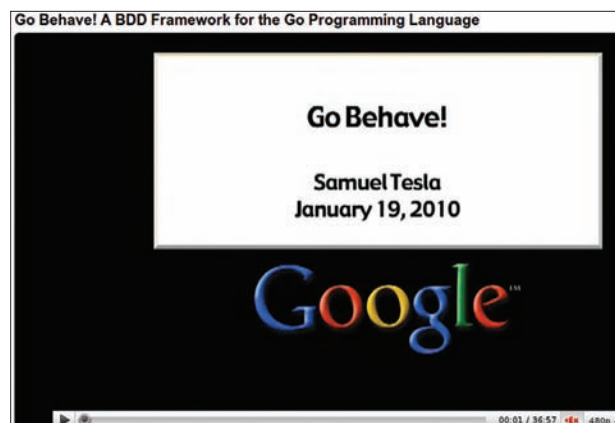 Go Behave! A BDD Framework for the Go Programming Language
Go Behave!
Samuel Tesla
January 19, 2010
Google™
00:01 / 36:57 480p